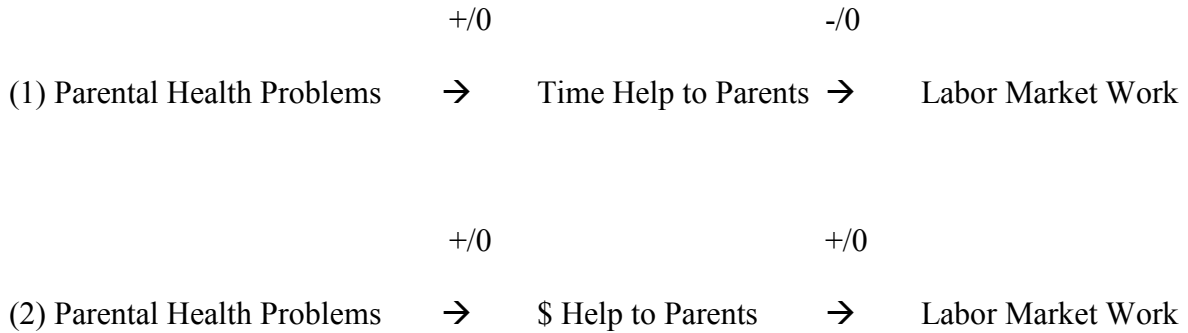 +/0 -/0
(1) Parental Health Problems → Time Help to Parents → Labor Market Work
+/0 +/0
(2) Parental Health Problems → $ Help to Parents → Labor Market Work